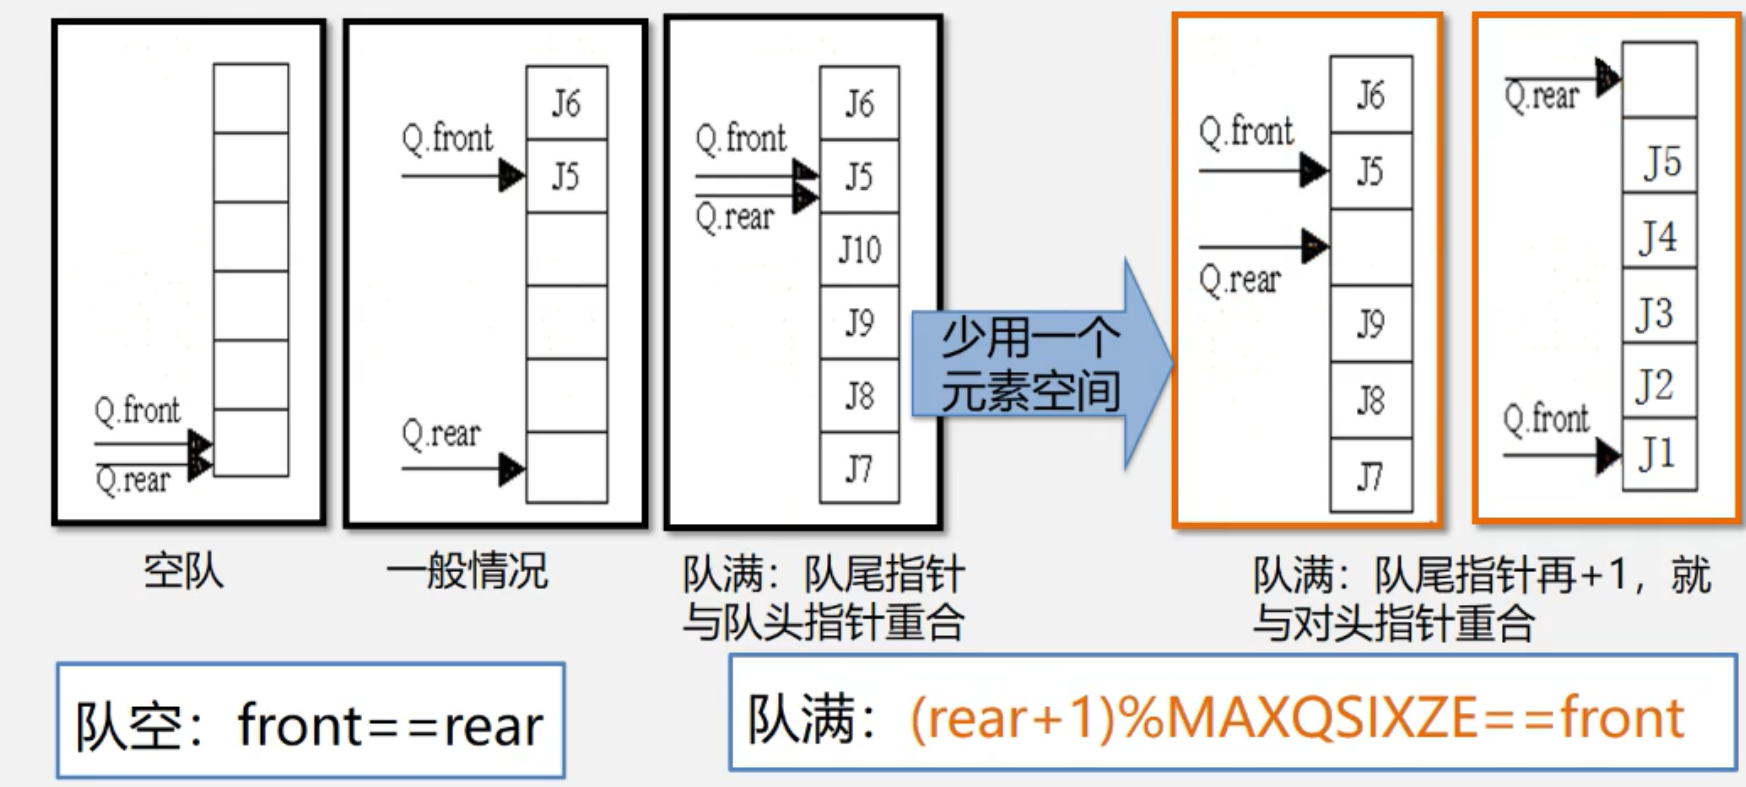 Q.front
Q.rear
空队
Q.front
Q.rear
J6
J5
一般情况
Q.front
Q.rear
J6
J5
J10
J9
J8
J7
队满：队尾指针
与队头指针重合
少用一个
元素空间
Q.front
Q.rear
J6
J5
J9
J8
J7
Q.rear
Q.front
J5
J4
J3
J2
J1
队满：队尾指针再+1，就
与对头指针重合
队空：front==rear
队满：(rear+1)%MAXQSIXZE==front